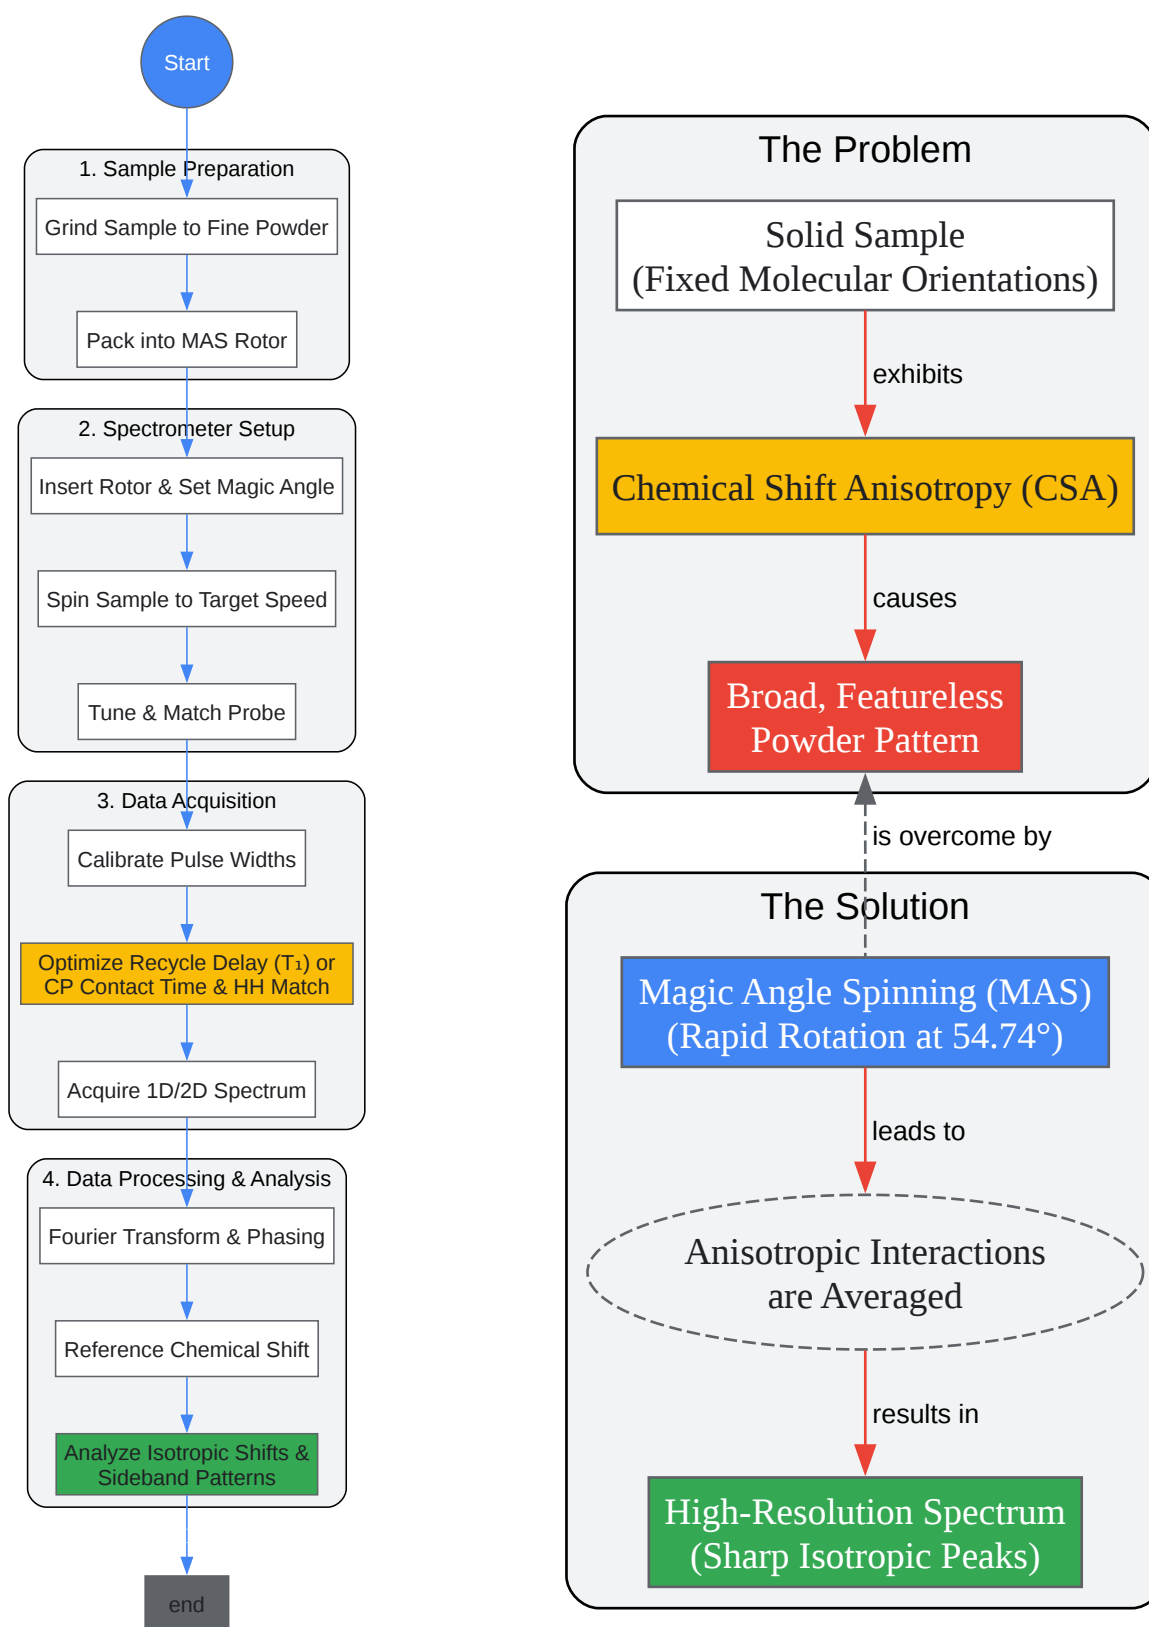 Start
1. Sample Preparation
Grind Sample to Fine Powder
Pack into MAS Rotor
2. Spectrometer Setup
Insert Rotor & Set Magic Angle
Spin Sample to Target Speed
Tune & Match Probe
3. Data Acquisition
Calibrate Pulse Widths
Optimize Recycle Delay (T₁) or
CP Contact Time & HH Match
Acquire 1D/2D Spectrum
4. Data Processing & Analysis
Fourier Transform & Phasing
Reference Chemical Shift
Analyze Isotropic Shifts &
Sideband Patterns
end
The Problem
Solid Sample
(Fixed Molecular Orientations)
exhibits
Chemical Shift Anisotropy (CSA)
causes
Broad, Featureless
Powder Pattern
is overcome by
The Solution
Magic Angle Spinning (MAS)
(Rapid Rotation at 54.74°)
leads to
Anisotropic Interactions
are Averaged
results in
High-Resolution Spectrum
(Sharp Isotropic Peaks)